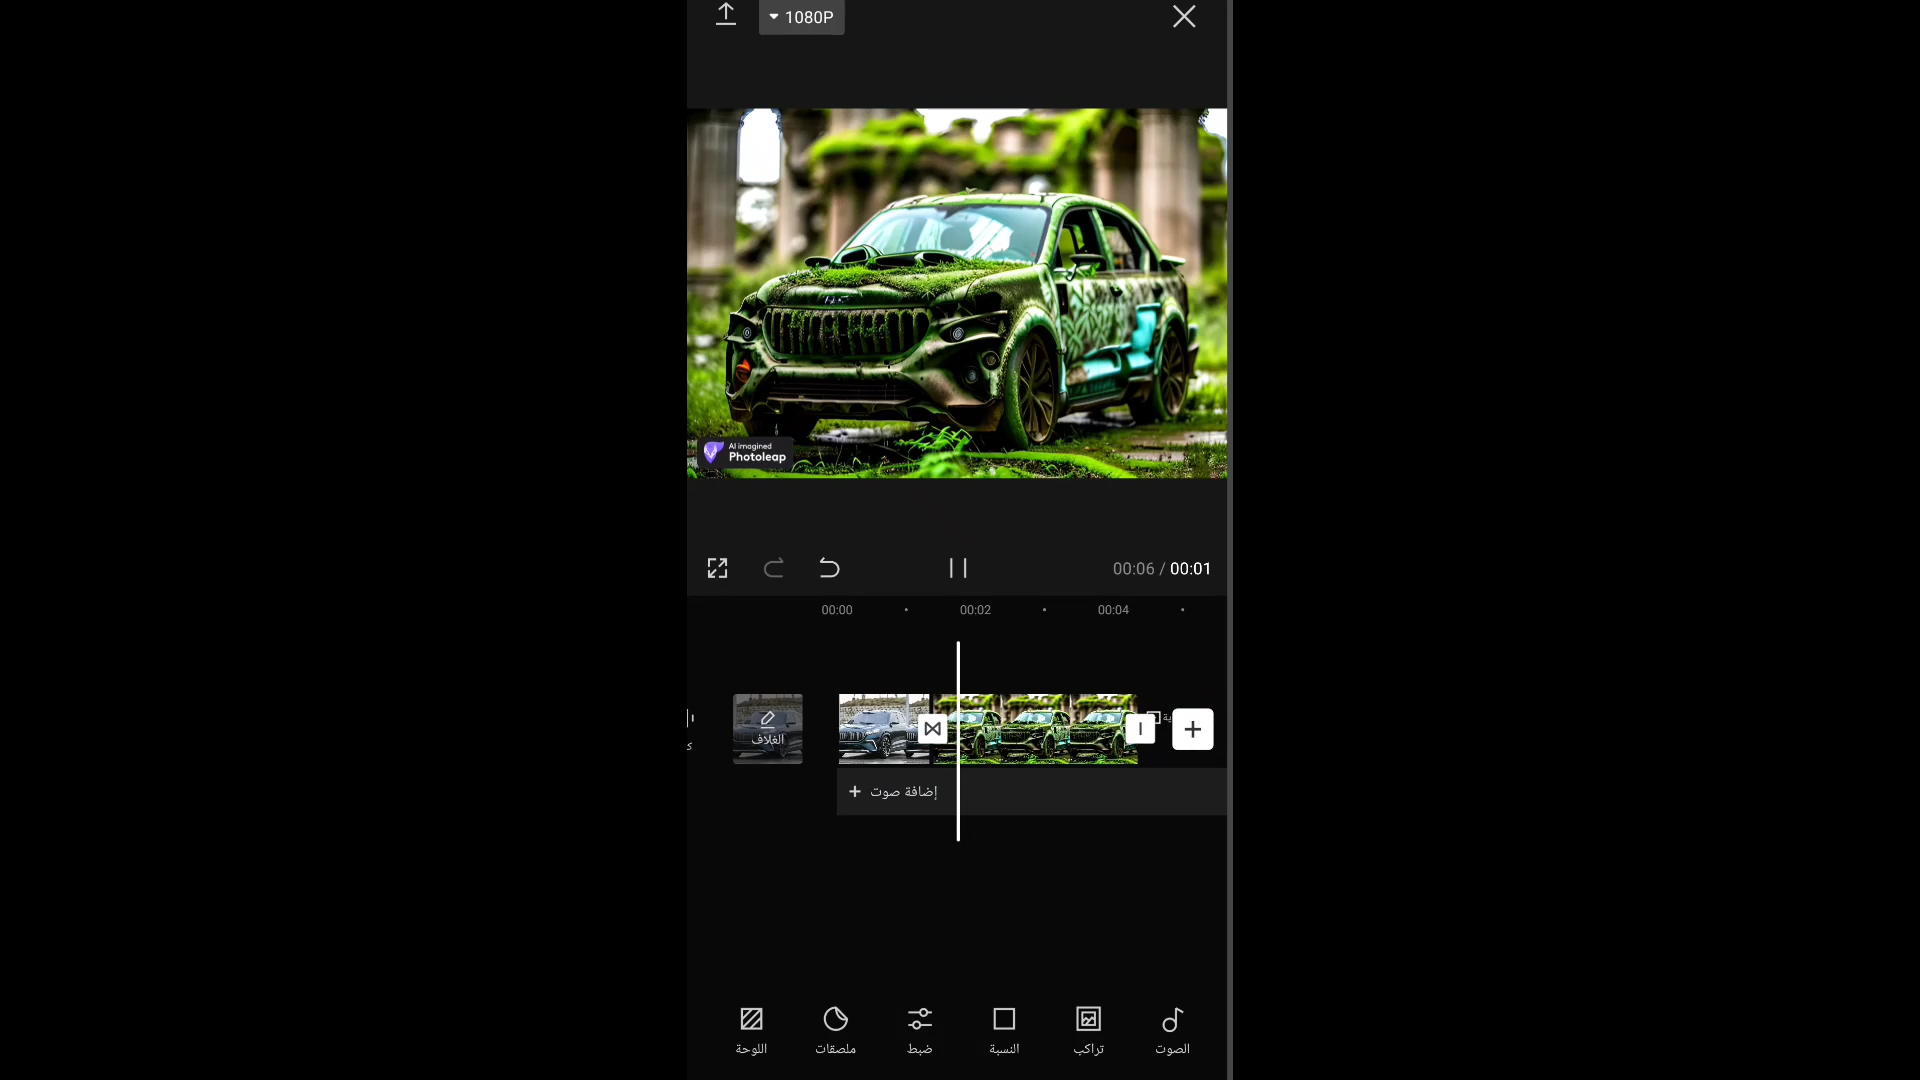 1080P
AI imagined
Photoleap
00:06 / 00:01
00:00
00:02
00:04
الغلاف
إضافة صوت
اللوحة
ملصقات
ضبط
النسبة
تراكب
الصوت